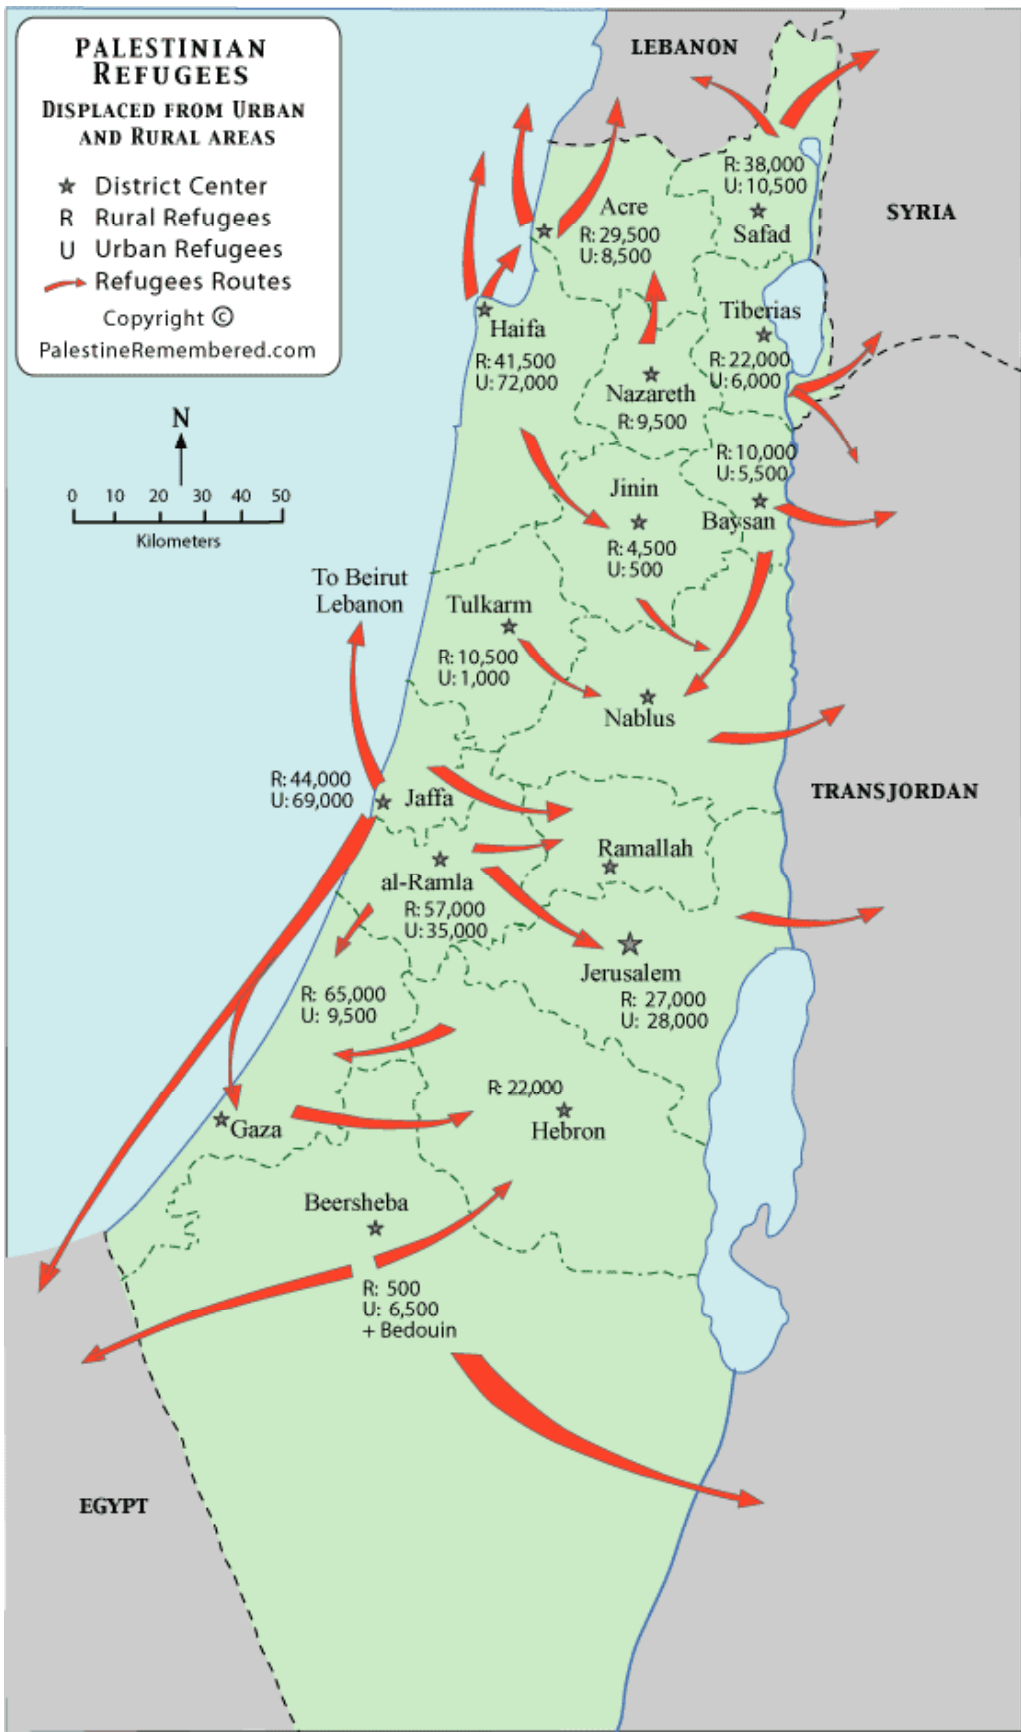 PALESTINIAN
REFUGEES
DISPLACED FROM URBAN
AND RURAL AREAS
District Center
R Rural Refugees
U Urban Refugees
Refugees Routes
Copyright ©
PalestineRemembered.com
N
0 10 20 30 40 50
Kilometers
LEBANON
SYRIA
R: 38,000
U: 10,500
Safad
Acre
R: 29,500
U: 8,500
Haifa
R: 41,500
U: 72,000
Tiberias
R: 22,000
U: 6,000
Nazareth
R: 9,500
R: 10,000
U: 5,500
Baysan
Jinin
R: 4,500
U: 500
To Beirut
Lebanon
Tulkarm
R: 10,500
U: 1,000
Nablus
TRANSJORDAN
R: 44,000
U: 69,000
Jaffa
Ramallah
al-Ramla
R: 57,000
U: 35,000
Jerusalem
R: 27,000
U: 28,000
R: 65,000
U: 9,500
Gaza
R: 22,000
Hebron
Beersheba
R: 500
U: 6,500
+ Bedouin
EGYPT